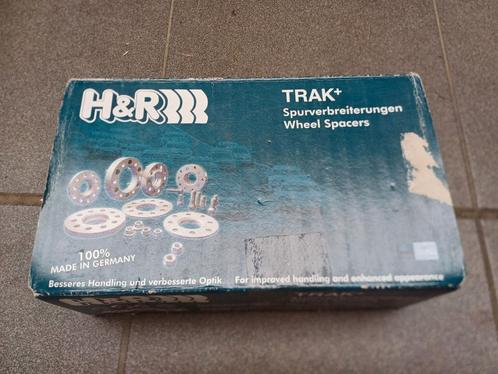 H&R
TRAK+
Spurverbreiterungen
Wheel Spacers
100%
MADE IN GERMANY
Besseres Handling und verbesserte Optik
For improved handling and enhanced appearance
H&R
TRAK